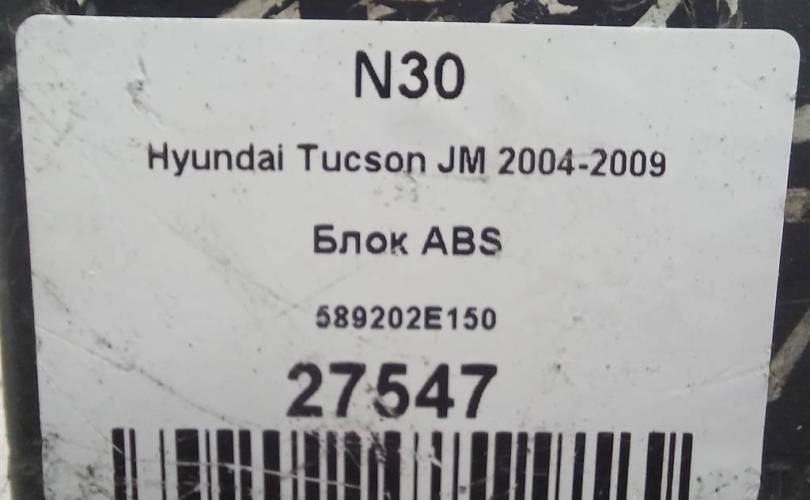 N30
Hyundai Tucson JM 2004-2009
Блок ABS
589202E150
27547